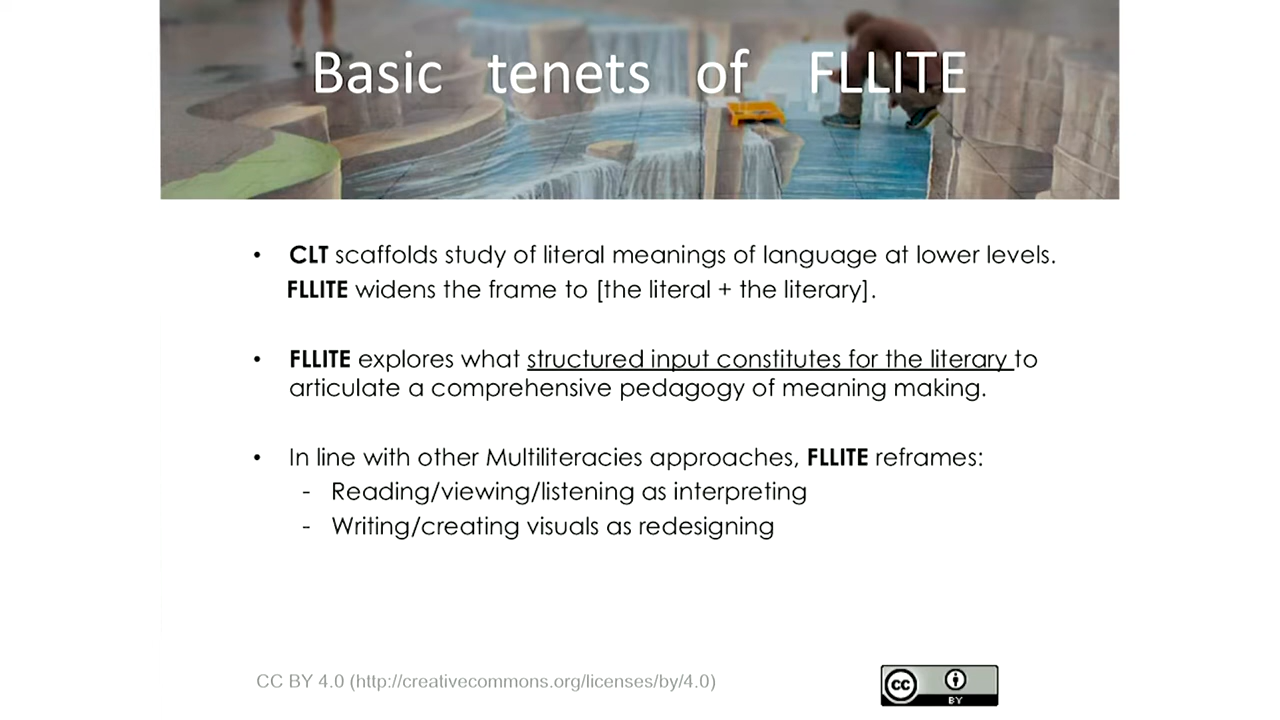 Basic tenets of FLLITE
• CLT scaffolds study of literal meanings of language at lower levels.
FLLITE widens the frame to [the literal + the literary].
• FLLITE explores what structured input constitutes for the literary to
articulate a comprehensive pedagogy of meaning making.
• In line with other Multiliteracies approaches, FLLITE reframes:
- Reading/viewing/listening as interpreting
- Writing/creating visuals as redesigning
CC BY 4.0 (http://creativecommons.org/licenses/by/4.0)
cc
BY